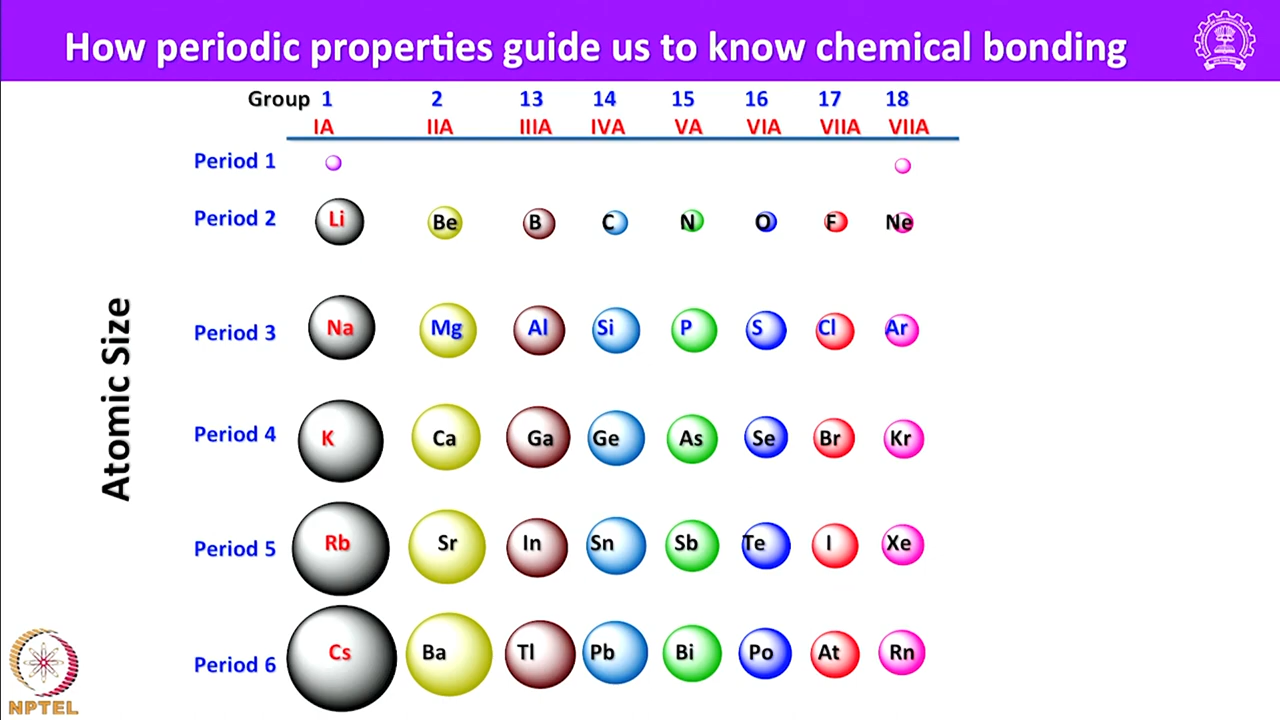 How periodic properties guide us to know chemical bonding
Group 1 2 13 14 15 16 17 18
IA IIA IIIA IVA VA VIA VIIA VIIA
Period 1
Period 2 Li Be B C N O F Ne
Period 3 Na Mg Al Si P S Cl Ar
Atomic Size
Period 4 K Ca Ga Ge As Se Br Kr
Period 5 Rb Sr In Sn Sb Te I Xe
Period 6 Cs Ba Tl Pb Bi Po At Rn
NPTEL